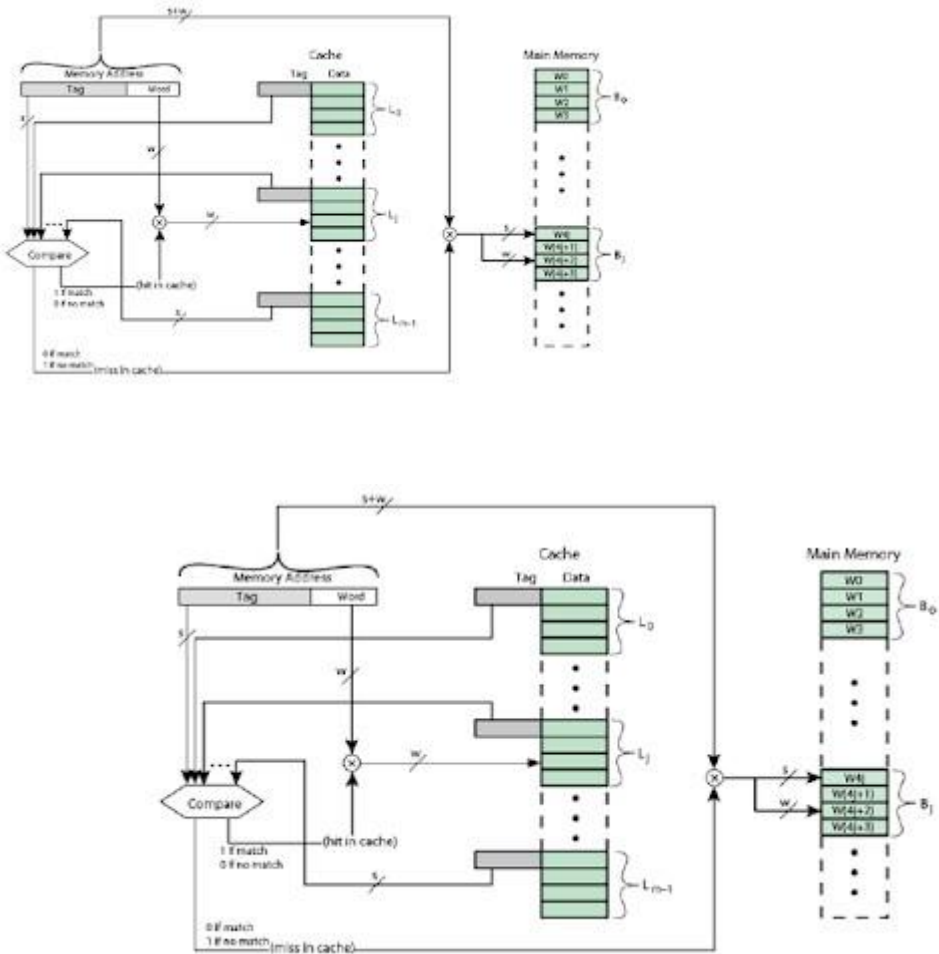 s+w
Cache
Main Memory
Memory Address
Tag Data
Tag Word
W0
W1
W2
W3
B0
L0
s
w
w
Lj
s
w
W4j
W(4j+1)
W(4j+2)
W(4j+3)
Bj
Compare
(hit in cache)
1 if match
0 if no match
s
Lm-1
0 if match
1 if no match
(miss in cache)
s+w
Cache
Main Memory
Memory Address
Tag Data
Tag Word
W0
W1
W2
W3
B0
L0
s
w
w
Lj
s
w
W4j
W(4j+1)
W(4j+2)
W(4j+3)
Bj
Compare
(hit in cache)
1 if match
0 if no match
s
Lm-1
0 if match
1 if no match
(miss in cache)